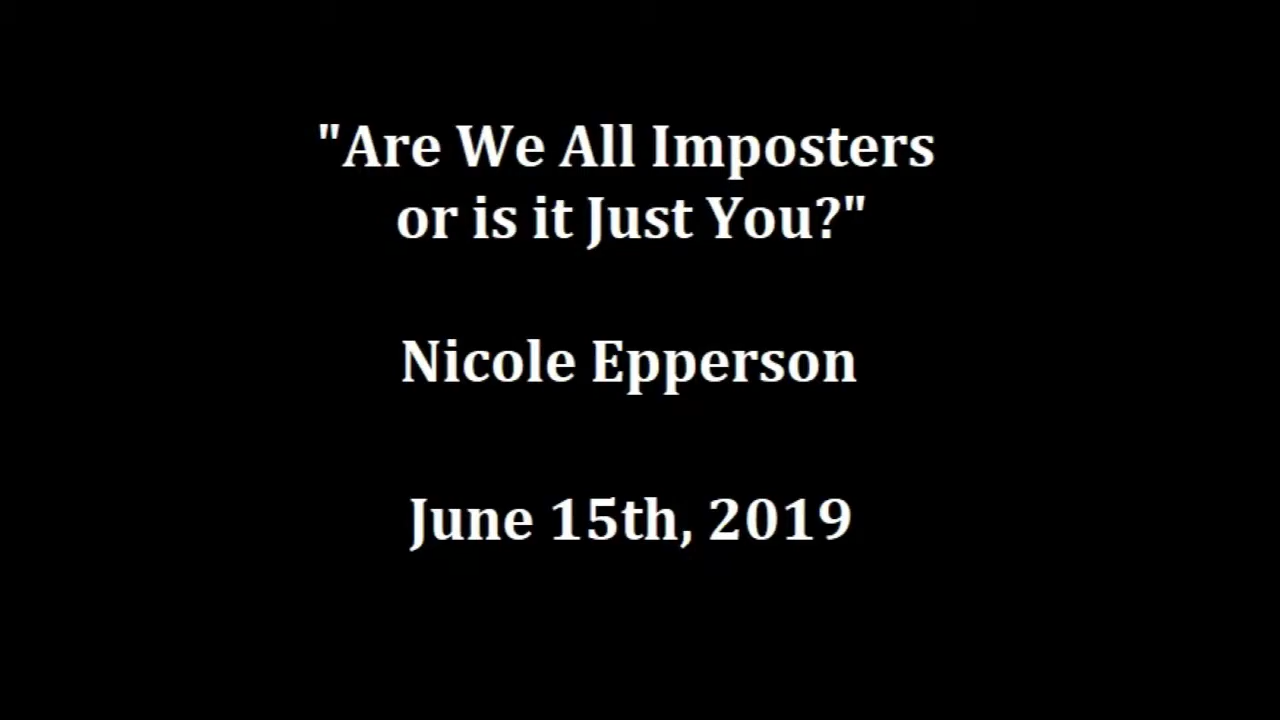 "Are We All Imposters
or is it Just You?"
Nicole Epperson
June 15th, 2019